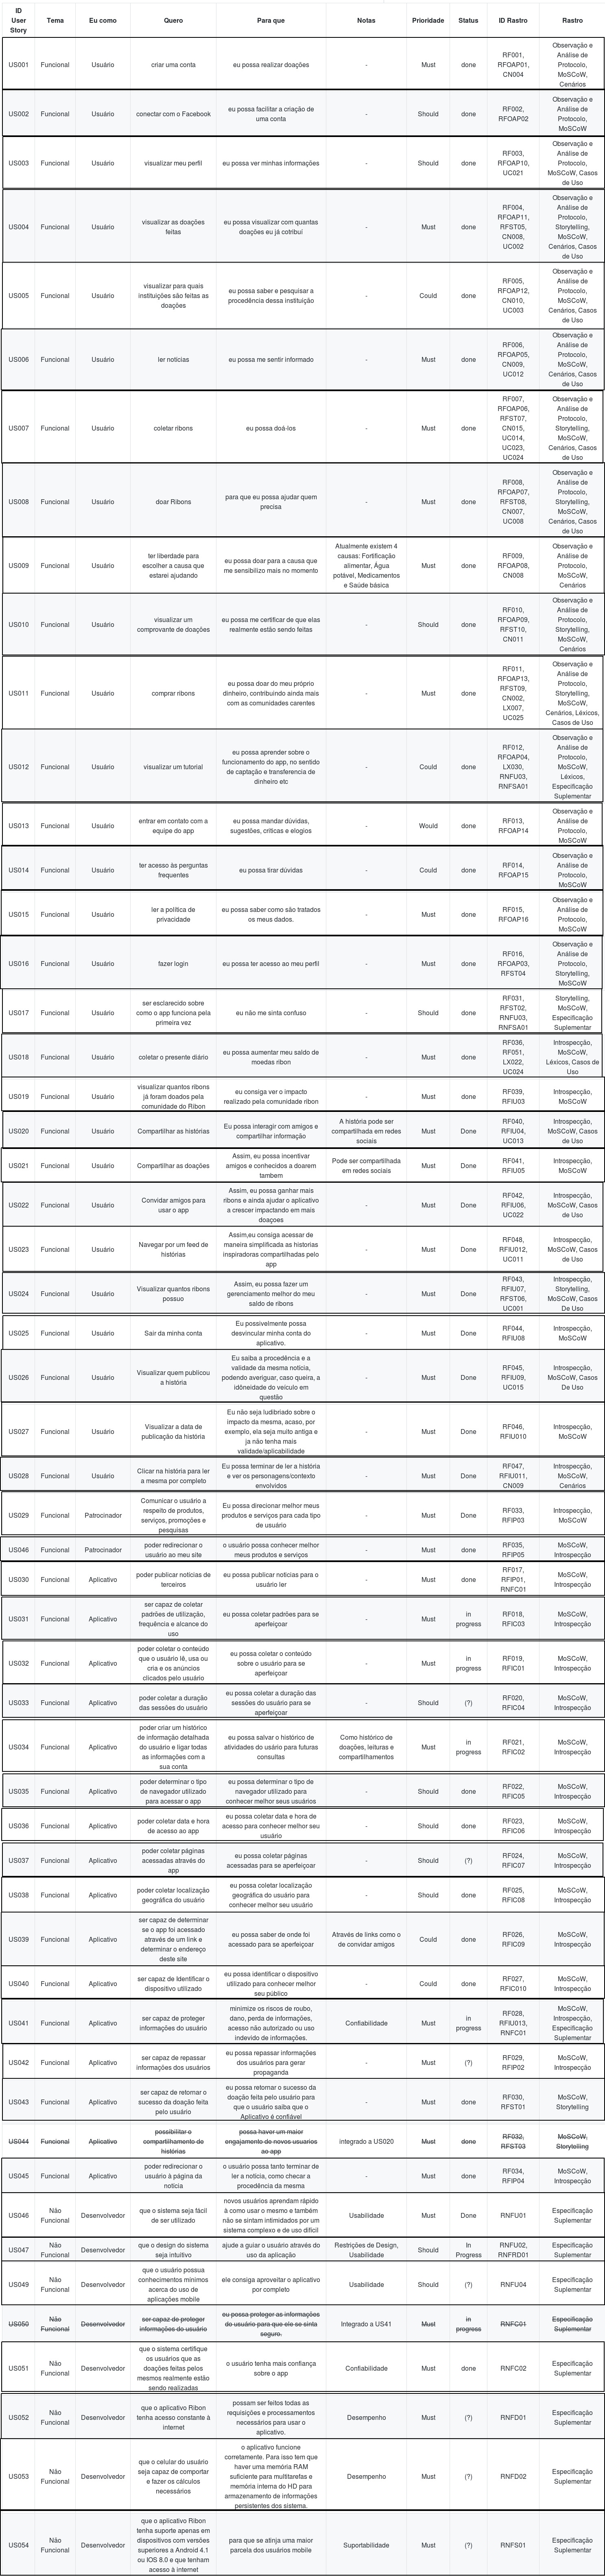 ID User Story Tema Eu como Quero Para que Notas Prioridade Status ID Rastro Rastro
US001 Funcional Usuário criar uma conta eu possa realizar doações - Must done RF001, RFOAP01, CN004 Observação e Análise de Protocolo, MoSCoW, Cenários
US002 Funcional Usuário conectar com o Facebook eu possa facilitar a criação de uma conta - Should done RF002, RFOAP02 Observação e Análise de Protocolo, MoSCoW
US003 Funcional Usuário visualizar meu perfil eu possa ver minhas informações - Should done RF003, RFOAP10, UC021 Observação e Análise de Protocolo, MoSCoW, Casos de Uso
US004 Funcional Usuário visualizar as doações feitas eu possa visualizar com quantas doações eu já cotribui - Must done RF004, RFOAP11, RFST05, CN008, UC002 Observação e Análise de Protocolo, Storytelling, MoSCoW, Cenários, Casos de Uso
US005 Funcional Usuário visualizar para quais instituições são feitas as doações eu possa saber e pesquisar a procedência dessa instituição - Could done RF005, RFOAP12, CN010, UC003 Observação e Análise de Protocolo, MoSCoW, Cenários, Casos de Uso
US006 Funcional Usuário ler notícias eu possa me sentir informado - Must done RF006, RFOAP05, CN009, UC012 Observação e Análise de Protocolo, MoSCoW, Cenários, Casos de Uso
US007 Funcional Usuário coletar ribons eu possa doá-los - Must done RF007, RFOAP06, RFST07, CN015, UC014, UC023, UC024 Observação e Análise de Protocolo, Storytelling, MoSCoW, Cenários, Casos de Uso
US008 Funcional Usuário doar Ribons para que eu possa ajudar quem precisa - Must done RF008, RFOAP07, RFST08, CN007, UC008 Observação e Análise de Protocolo, Storytelling, MoSCoW, Cenários, Casos de Uso
US009 Funcional Usuário ter liberdade para escolher a causa que estarei ajudando eu possa doar para a causa que me sensibilizo mais no momento Atualmente existem 4 causas: Fortificação alimentar, Água potável, Medicamentos e Saúde básica Must done RF009, RFOAP08, CN008 Observação e Análise de Protocolo, MoSCoW, Cenários
US010 Funcional Usuário visualizar um comprovante de doações eu possa me certificar de que elas realmente estão sendo feitas - Should done RF010, RFOAP09, RFST10, CN011 Observação e Análise de Protocolo, Storytelling, MoSCoW, Cenários
US011 Funcional Usuário comprar ribons eu possa doar do meu próprio dinheiro, contribuindo ainda mais com as comunidades carentes - Must done RF011, RFOAP13, RFST09, CN002, LX007, UC025 Observação e Análise de Protocolo, Storytelling, MoSCoW, Cenários, Léxicos, Casos de Uso
US012 Funcional Usuário visualizar um tutorial eu possa aprender sobre o funcionamento do app, no sentido de captação e transferencia de dinheiro etc - Could done RF012, RFOAP04, LX030, RNFU03, RNFSA01 Observação e Análise de Protocolo, MoSCoW, Léxicos, Especificação Suplementar
US013 Funcional Usuário entrar em contato com a equipe do app eu possa mandar dúvidas, sugestões, criticas e elogios - Would done RF013, RFOAP14 Observação e Análise de Protocolo, MoSCoW
US014 Funcional Usuário ter acesso às perguntas frequentes eu possa tirar dúvidas - Could done RF014, RFOAP15 Observação e Análise de Protocolo, MoSCoW
US015 Funcional Usuário ler a política de privacidade eu possa saber como são tratados os meus dados. - Must done RF015, RFOAP16 Observação e Análise de Protocolo, MoSCoW
US016 Funcional Usuário fazer login eu possa ter acesso ao meu perfil - Must done RF016, RFOAP03, RFST04 Observação e Análise de Protocolo, Storytelling, MoSCoW
US017 Funcional Usuário ser esclarecido sobre como o app funciona pela primeira vez eu não me sinta confuso - Should done RF031, RFST02, RNFU03, RNFSA01 Storytelling, MoSCoW, Especificação Suplementar
US018 Funcional Usuário coletar o presente diário eu possa aumentar meu saldo de moedas ribon - Must done RF036, RF051, LX022, UC024 Introspecção, MoSCoW, Léxicos, Casos de Uso
US019 Funcional Usuário visualizar quantos ribons já foram doados pela comunidade do Ribon eu consiga ver o impacto realizado pela comunidade ribon - Must done RF039, RFIU03 Introspecção, MoSCoW
US020 Funcional Usuário Compartilhar as histórias Eu possa interagir com amigos e compartilhar informação A história pode ser compartilhada em redes sociais Must Done RF040, RFIU04, UC013 Introspecção, MoSCoW, Casos de Uso
US021 Funcional Usuário Compartilhar as doações Assim, eu possa incentivar amigos e conhecidos a doarem tambem Pode ser compartilhada em redes sociais Must Done RF041, RFIU05 Introspecção, MoSCoW
US022 Funcional Usuário Convidar amigos para usar o app Assim, eu possa ganhar mais ribons e ainda ajudar o aplicativo a crescer impactando em mais doaçoes - Must Done RF042, RFIU06, UC022 Introspecção, MoSCoW, Casos de Uso
US023 Funcional Usuário Navegar por um feed de histórias Assim,eu consiga acessar de maneira simplificada as historias inspiradoras compartilhadas pelo app - Must Done RF048, RFIU012, UC011 Introspecção, MoSCoW, Casos de Uso
US024 Funcional Usuário Visualizar quantos ribons possuo Assim, eu possa fazer um gerenciamento melhor do meu saldo de ribons - Must Done RF043, RFIU07, RFST06, UC001 Introspecção, Storytelling, MoSCoW, Casos De Uso
US025 Funcional Usuário Sair da minha conta Eu possivelmente possa desvincular minha conta do aplicativo. - Must Done RF044, RFIU08 Introspecção, MoSCoW
US026 Funcional Usuário Visualizar quem publicou a história Eu saiba a procedência e a validade da mesma notícia, podendo averiguar, caso queira, a idôneidade do veículo em questão - Must Done RF045, RFIU09, UC015 Introspecção, MoSCoW, Casos De Uso
US027 Funcional Usuário Visualizar a data de publicação da história Eu não seja ludibriado sobre o impacto da mesma, acaso, por exemplo, ela seja muito antiga e ja não tenha mais validade/aplicabilidade - Must Done RF046, RFIU010 Introspecção, MoSCoW
US028 Funcional Usuário Clicar na história para ler a mesma por completo Eu possa terminar de ler a história e ver os personagens/contexto envolvidos - Must Done RF047, RFIU011, CN009 Introspecção, MoSCoW, Cenários
US029 Funcional Patrocinador Comunicar o usuário a respeito de produtos, serviços, promoções e pesquisas Eu possa direcionar melhor meus produtos e serviços para cada tipo de usuário - Must Done RF033, RFIP03 Introspecção, MoSCoW
US046 Funcional Patrocinador poder redirecionar o usuário ao meu site o usuário possa conhecer melhor meus produtos e serviços - Must done RF035, RFIP05 MoSCoW, Introspecção
US030 Funcional Aplicativo poder publicar noticias de terceiros eu possa publicar noticias para o usuário ler - Must done RF017, RFIP01, RNFC01 MoSCoW, Introspecção
US031 Funcional Aplicativo ser capaz de coletar padrões de utilização, frequência e alcance do uso eu possa coletar padrões para se aperfeiçoar - Must in progress RF018, RFIC03 MoSCoW, Introspecção
US032 Funcional Aplicativo poder coletar o conteúdo que o usuário lê, usa ou cria e os anúncios clicados pelo usuário eu possa coletar o conteúdo sobre o usuário para se aperfeiçoar - Must in progress RF019, RFIC01 MoSCoW, Introspecção
US033 Funcional Aplicativo poder coletar a duração das sessões do usuário eu possa coletar a duração das sessões do usuário para se aperfeiçoar - Should (?) RF020, RFIC04 MoSCoW, Introspecção
US034 Funcional Aplicativo poder criar um histórico de informação detalhada do usuário e ligar todas as informações com a sua conta eu possa salvar o histórico de atividades do usário para futuras consultas Como histórico de doações, leituras e compartilhamentos Must in progress RF021, RFIC02 MoSCoW, Introspecção
US035 Funcional Aplicativo poder determinar o tipo de navegador utilizado para acessar o app eu possa determinar o tipo de navegador utilizado para conhecer melhor seus usuários - Should done RF022, RFIC05 MoSCoW, Introspecção
US036 Funcional Aplicativo poder coletar data e hora de acesso ao app eu possa coletar data e hora de acesso para conhecer melhor seu usuário - Should done RF023, RFIC06 MoSCoW, Introspecção
US037 Funcional Aplicativo poder coletar páginas acessadas através do app eu possa coletar páginas acessadas para se aperfeiçoar - Should (?) RF024, RFIC07 MoSCoW, Introspecção
US038 Funcional Aplicativo poder coletar localização geográfica do usuário eu possa coletar localização geográfica do usuário para conhecer melhor seu usuário - Should done RF025, RFIC08 MoSCoW, Introspecção
US039 Funcional Aplicativo ser capaz de determinar se o app foi acessado através de um link e determinar o endereço deste site eu possa saber de onde foi acessado para se aperfeiçoar Através de links como o de convidar amigos Could done RF026, RFIC09 MoSCoW, Introspecção
US040 Funcional Aplicativo ser capaz de Identificar o dispositivo utilizado eu possa identificar o dispositivo utilizado para conhecer melhor seu público - Could done RF027, RFIC010 MoSCoW, Introspecção
US041 Funcional Aplicativo ser capaz de proteger informações do usuário minimize os riscos de roubo, dano, perda de informações, acesso não autorizado ou uso indevido de informações. Confiabilidade Must in progress RF028, RFIU013, RNFC01 MoSCoW, Introspecção, Especificação Suplementar
US042 Funcional Aplicativo ser capaz de repassar informações dos usuários eu possa repassar informações dos usuários para gerar propaganda - Must (?) RF029, RFIP02 MoSCoW, Introspecção
US043 Funcional Aplicativo ser capaz de retornar o sucesso da doação feita pelo usuário eu possa retornar o sucesso da doação feita pelo usuário para que o usuário saiba que o Aplicativo é confiável - Must done RF030, RFST01 MoSCoW, Storytelling
US044 Funcional Aplicativo possibilitar o compartilhamento de histórias possa haver um maior engajamento de novos usuarios ao app integrado a US020 Must done RF032, RFST03 MoSCoW, Storytelling
US045 Funcional Aplicativo poder redirecionar o usuário à página da notícia o usuário possa tanto terminar de ler a notícia, como checar a procedência da mesma - Must done RF034, RFIP04 MoSCoW, Introspecção
US046 Não Funcional Desenvolvedor que o sistema seja fácil de ser utilizado novos usuários aprendam rápido à como usar o mesmo e também não se sintam intimidados por um sistema complexo e de uso difícil Usabilidade Must Done RNFU01 Especificação Suplementar
US047 Não Funcional Desenvolvedor que o design do sistema seja intuitivo ajude a guiar o usuário através do uso da aplicação Restrições de Design, Usabilidade Should In Progress RNFU02, RNFRD01 Especificação Suplementar
US049 Não Funcional Desenvolvedor que o usuário possua conhecimentos mínimos acerca do uso de aplicações mobile ele consiga aproveitar o aplicativo por completo Usabilidade Should (?) RNFU04 Especificação Suplementar
US050 Não Funcional Desenvolvedor ser capaz de proteger informações do usuário eu possa proteger as informações do usuário para que ele se sinta seguro. Integrado a US41 Must in progress RNFC01 Especificação Suplementar
US051 Não Funcional Desenvolvedor que o sistema certifique os usuários que as doações feitas pelos mesmos realmente estão sendo realizadas o usuário tenha mais confiança sobre o app Confiabilidade Must done RNFC02 Especificação Suplementar
US052 Não Funcional Desenvolvedor que o aplicativo Ribon tenha acesso constante à internet possam ser feitos todas as requisições e processamentos necessários para usar o aplicativo. Desempenho Must (?) RNFD01 Especificação Suplementar
US053 Não Funcional Desenvolvedor que o celular do usuário seja capaz de comportar e fazer os cálculos necessários o aplicativo funcione corretamente. Para isso tem que haver uma memória RAM suficiente para multitarefas e memória interna do HD para armazenamento de informações persistentes dos sistema. Desempenho Must (?) RNFD02 Especificação Suplementar
US054 Não Funcional Desenvolvedor que o aplicativo Ribon tenha suporte apenas em dispositivos com versões superiores a Android 4.1 ou IOS 8.0 e que tenham acesso à internet para que se atinja uma maior parcela dos usuários mobile Suportabilidade Must (?) RNFS01 Especificação Suplementar